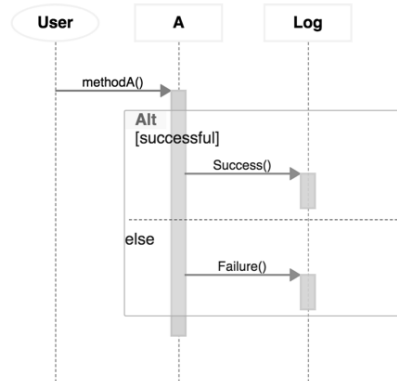 User A Log
methodA()
Alt
[successful]
Success()
else
Failure()